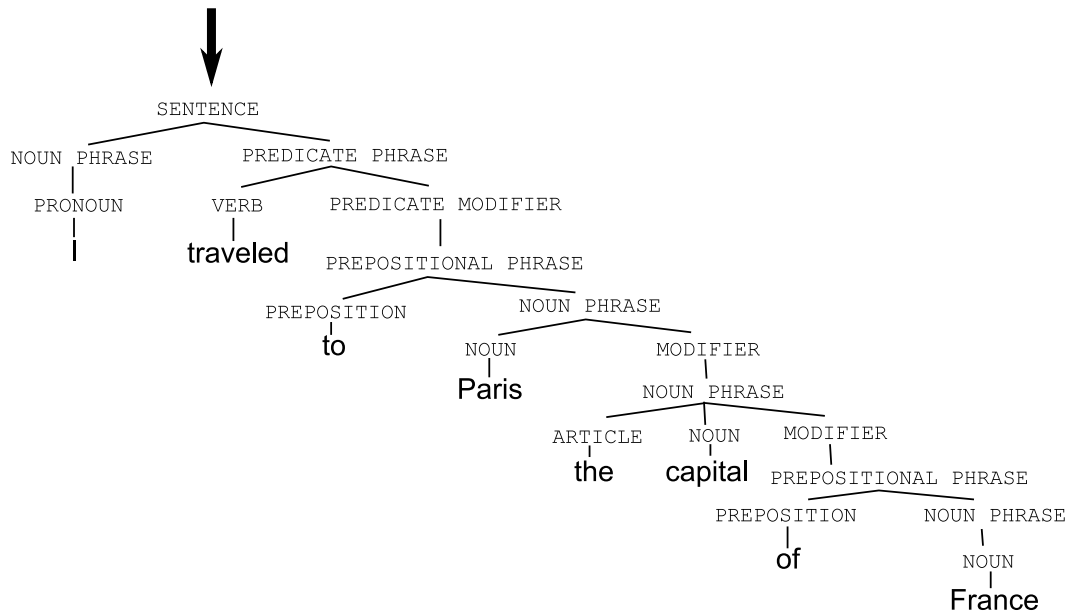 SENTENCE
NOUN PHRASE PREDICATE PHRASE
PRONOUN VERB PREDICATE MODIFIER
I traveled
PREPOSITIONAL PHRASE
PREPOSITION NOUN PHRASE
to
NOUN MODIFIER
Paris
NOUN PHRASE
ARTICLE NOUN MODIFIER
the capital
PREPOSITIONAL PHRASE
PREPOSITION NOUN PHRASE
of
NOUN
France